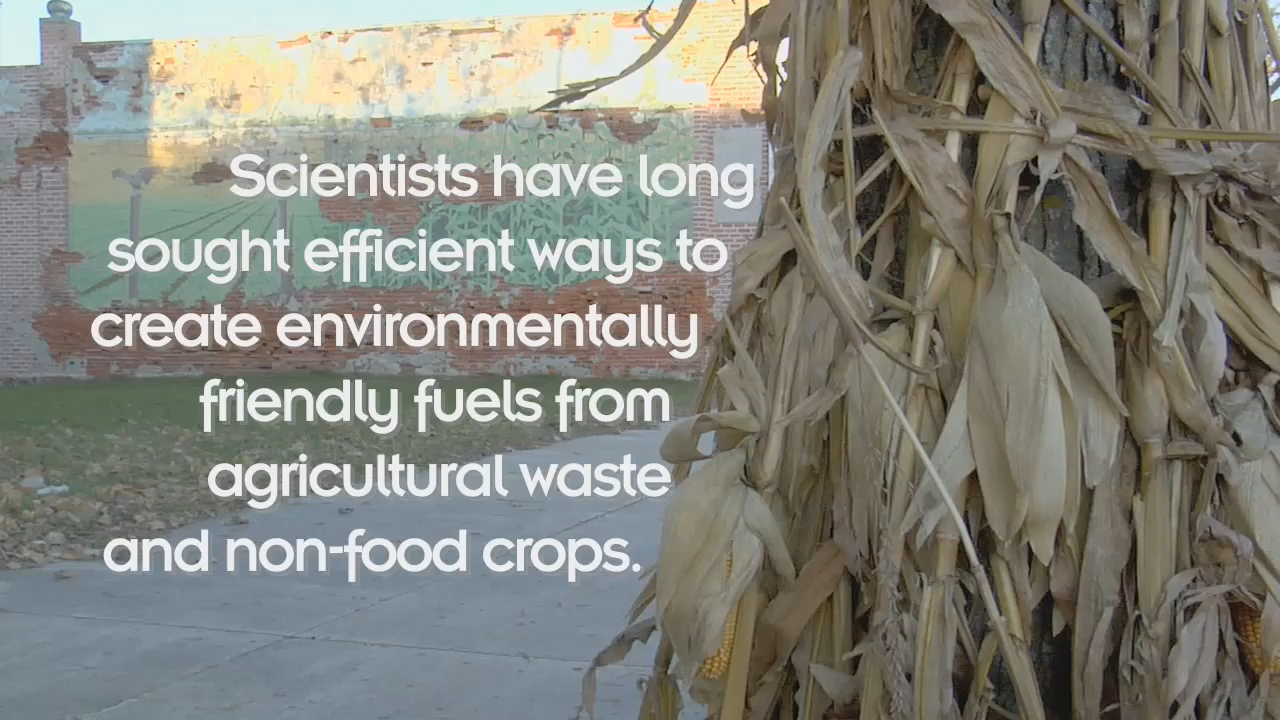 Scientists have long
sought efficient ways to
create environmentally
friendly fuels from
agricultural waste
and non-food crops.